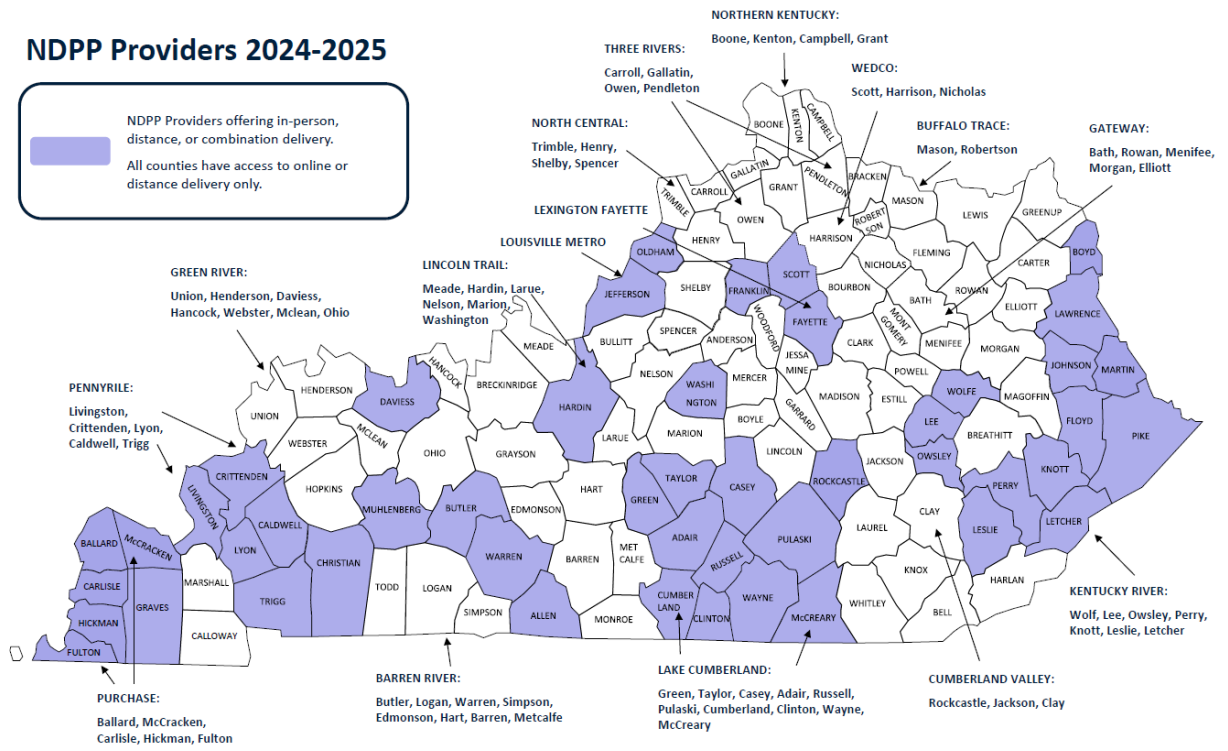 NDPP Providers 2024-2025
NDPP Providers offering in-person,
distance, or combination delivery.
All counties have access to online or
distance delivery only.
NORTHERN KENTUCKY:
Boone, Kenton, Campbell, Grant
THREE RIVERS:
Carroll, Gallatin,
Owen, Pendleton
WEDCO:
Scott, Harrison, Nicholas
NORTH CENTRAL:
Trimble, Henry,
Shelby, Spencer
BUFFALO TRACE:
Mason, Robertson
GATEWAY:
Bath, Rowan, Menifee,
Morgan, Elliott
LEXINGTON FAYETTE
LOUISVILLE METRO
LINCOLN TRAIL:
Meade, Hardin, Larue,
Nelson, Marion,
Washington
GREEN RIVER:
Union, Henderson, Daviess,
Hancock, Webster, Mclean, Ohio
PENNYRILE:
Livingston,
Crittenden, Lyon,
Caldwell, Trigg
BOONE
KENTON
CAMPBELL
GALLATIN
CARROLL
TRIMBLE
GRANT
PENDLETON
BRACKEN
MASON
ROBERT
SON
LEWIS
GREENUP
OWEN
HENRY
OLDHAM
HARRISON
FLEMING
CARTER
BOYD
NICHOLAS
SCOTT
FRANKLIN
SHELBY
JEFFERSON
BOURBON
BATH
ROWAN
ELLIOTT
LAWRENCE
WOODFORD
FAYETTE
MONT
GOMERY
SPENCER
ANDERSON
BULLITT
CLARK
MENIFEE
MORGAN
MEADE
JESSA
MINE
POWELL
JOHNSON
MARTIN
HANCOCK
BRECKINRIDGE
NELSON
WASHI
NGTON
MERCER
MADISON
ESTILL
WOLFE
MAGOFFIN
HENDERSON
DAVIESS
HARDIN
GARRARD
BOYLE
LEE
FLOYD
PIKE
UNION
MCLEAN
WEBSTER
OHIO
GRAYSON
LARUE
MARION
LINCOLN
JACKSON
BREATHITT
OWSLEY
KNOTT
CRITTENDEN
HOPKINS
HART
TAYLOR
GREEN
CASEY
ROCKCASTLE
PERRY
LIVINGSTON
CALDWELL
MUHLENBERG
BUTLER
EDMONSON
CLAY
LAUREL
LESLIE
LETCHER
BALLARD
McCRACKEN
LYON
CHRISTIAN
WARREN
BARREN
MET
CALFE
ADAIR
RUSSELL
PULASKI
KNOX
HARLAN
CARLISLE
GRAVES
MARSHALL
TRIGG
TODD
LOGAN
SIMPSON
ALLEN
MONROE
CUMBER
LAND
CLINTON
WAYNE
McCREARY
WHITLEY
BELL
HICKMAN
FULTON
CALLOWAY
KENTUCKY RIVER:
Wolf, Lee, Owsley, Perry,
Knott, Leslie, Letcher
PURCHASE:
Ballard, McCracken,
Carlisle, Hickman, Fulton
BARREN RIVER:
Butler, Logan, Warren, Simpson,
Edmonson, Hart, Barren, Metcalfe
LAKE CUMBERLAND:
Green, Taylor, Casey, Adair, Russell,
Pulaski, Cumberland, Clinton, Wayne,
McCreary
CUMBERLAND VALLEY:
Rockcastle, Jackson, Clay